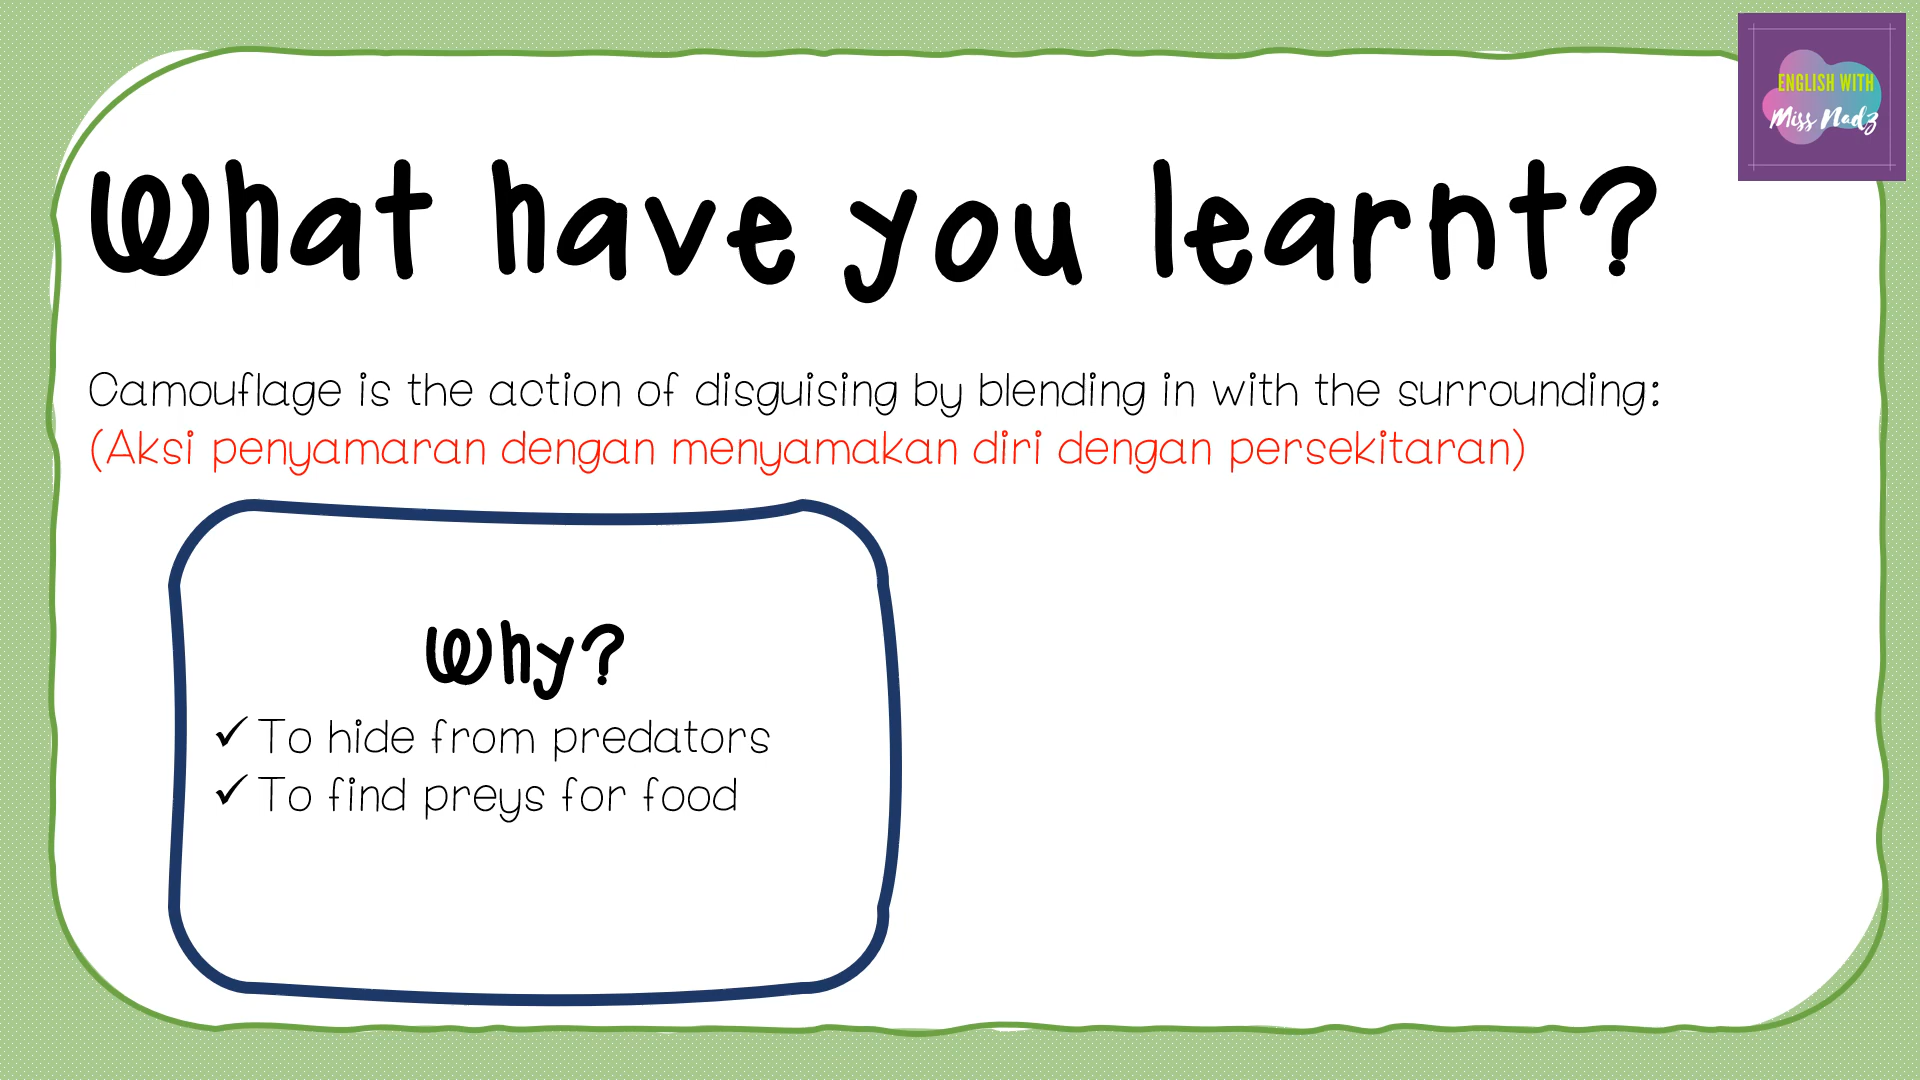 ENGLISH WITH
Miss Nadz
What have you learnt?
Camouflage is the action of disguising by blending in with the surrounding:
(Aksi penyamaran dengan menyamakan diri dengan persekitaran)
Why?
✓ To hide from predators
✓ To find preys for food